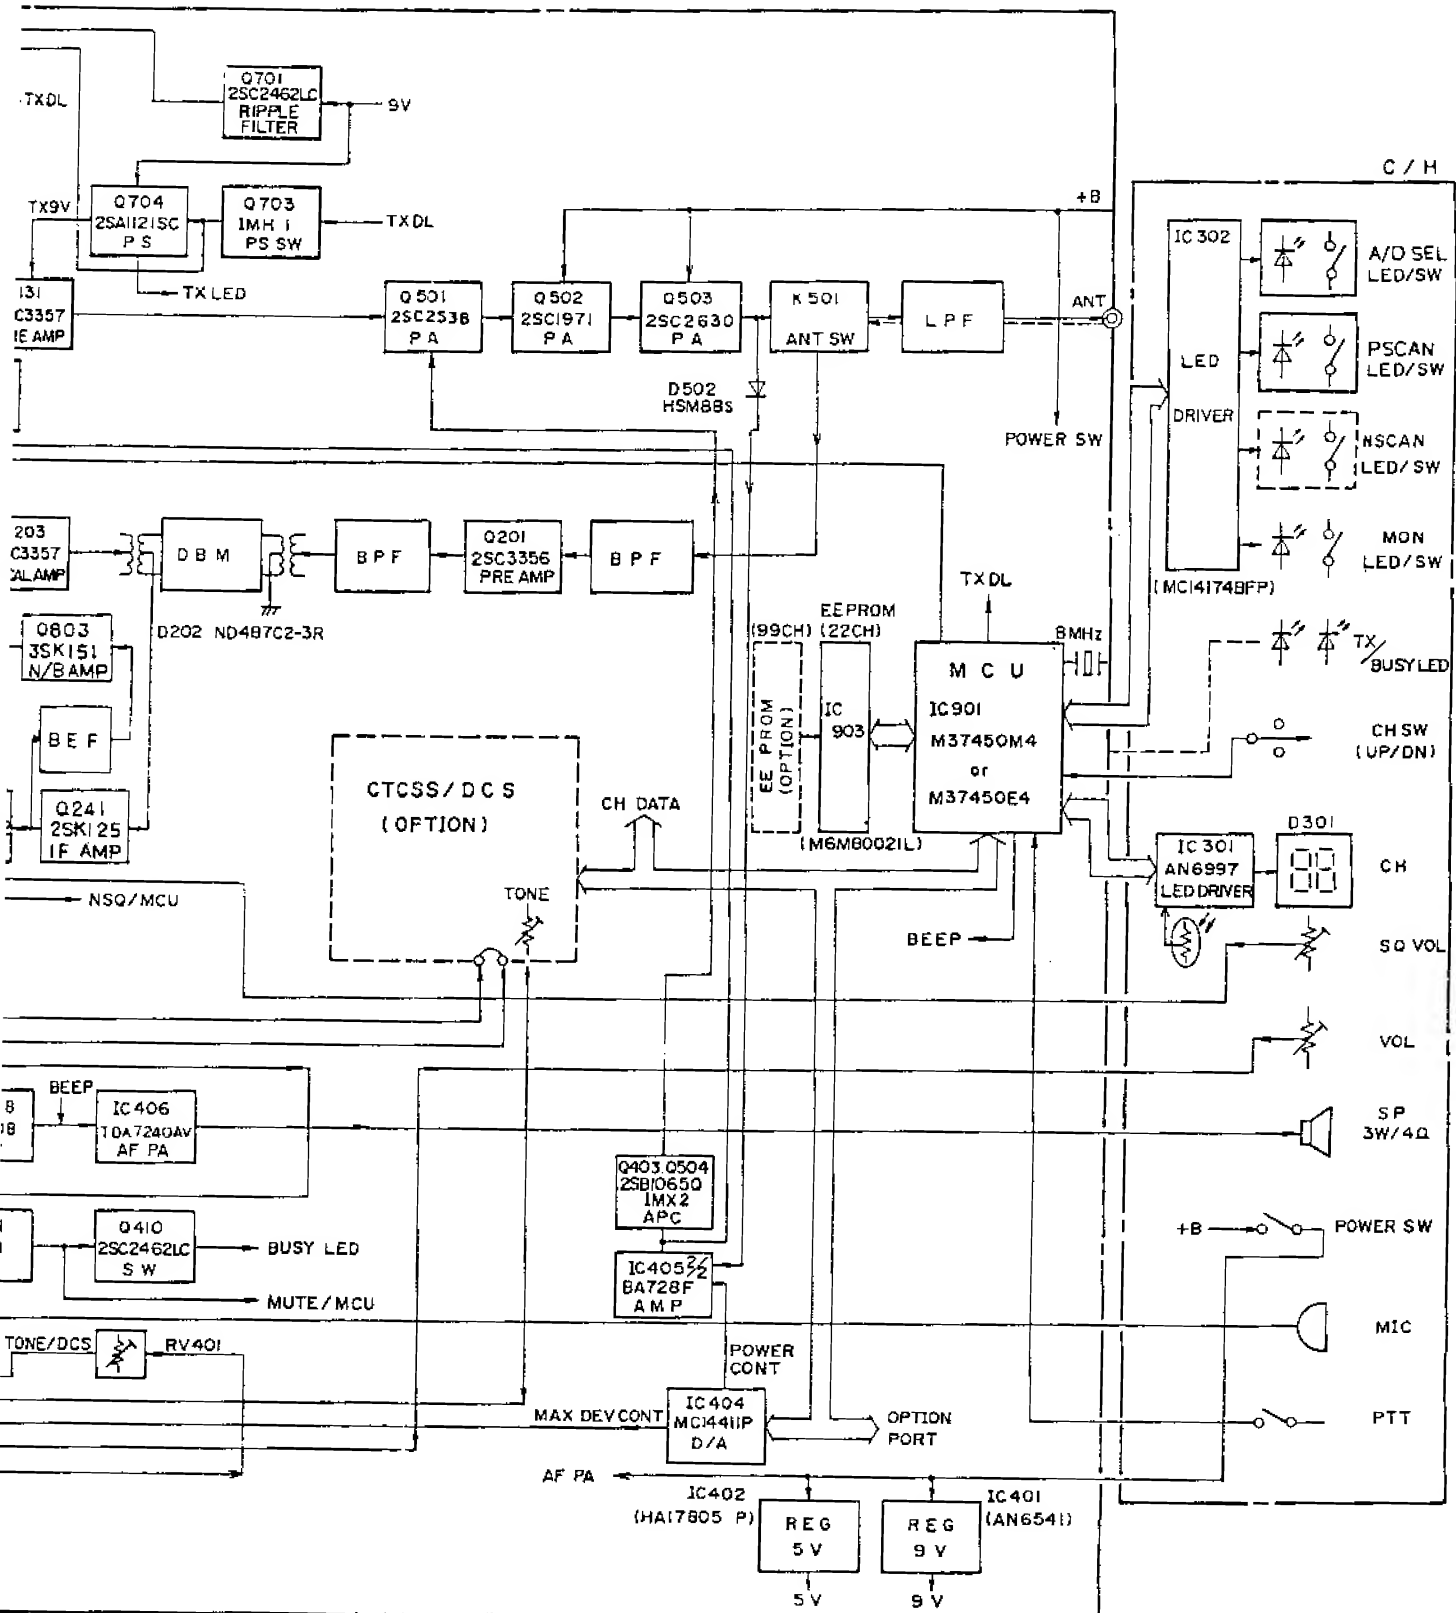 C / H
Q701
2SC2462LC
RIPPLE
FILTER
9V
TXDL
TX9V
Q704
2SA1121SC
PS
Q703
1MH 1
PS SW
TXDL
TX LED
+B
131
C3357
IE AMP
Q501
2SC2538
PA
Q502
2SC1971
PA
Q503
2SC2630
PA
K501
ANT SW
LPF
ANT
D502
HSM88S
POWER SW
IC302
LED
DRIVER
(MC14174BFP)
A/D SEL
LED/SW
PSCAN
LED/SW
NSCAN
LED/SW
MON
LED/SW
TX/
BUSY LED
CH SW
(UP/DN)
203
C3357
CAL AMP
DBM
BPF
Q201
2SC3356
PRE AMP
BPF
D202 ND487C2-3R
Q803
3SK151
N/B AMP
BEF
Q241
2SK125
IF AMP
NSQ/MCU
CTCSS/DCS
(OPTION)
TONE
CH DATA
(99CH)
EE PROM
(OPTION)
EEPROM
(22CH)
IC
903
(M6M80021L)
TXDL
8MHz
MCU
IC901
M37450M4
or
M37450E4
BEEP
IC301
AN6997
LED DRIVER
D301
CH
SQ VOL
VOL
SP
3W/4Ω
+B
POWER SW
MIC
PTT
BEEP
8
08
IC406
TDA7240AV
AF PA
Q410
2SC2462LC
SW
BUSY LED
MUTE/MCU
TONE/DCS
RV401
Q403,Q504
2SB1065Q
IMX2
APC
IC405 2/2
BA728F
AMP
POWER
CONT
MAX DEV CONT
IC404
MC14411P
D/A
OPTION
PORT
AF PA
IC402
(HA17805 P)
REG
5V
5V
IC401
(AN6541)
REG
9V
9V